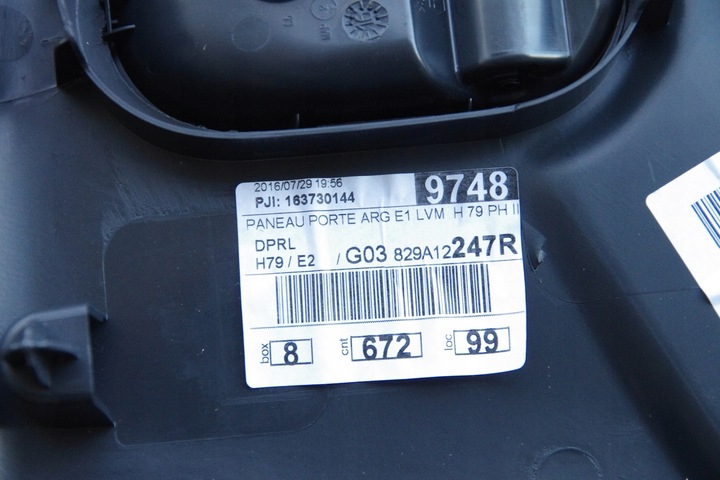 2016/07/29 19:56
PJI: 163730144
9748
PANEAU PORTE ARG E1 LVM H 79 PH II
DPRL
H79 / E2 / G03 829A12247R
box 8 cnt 672 loc 99